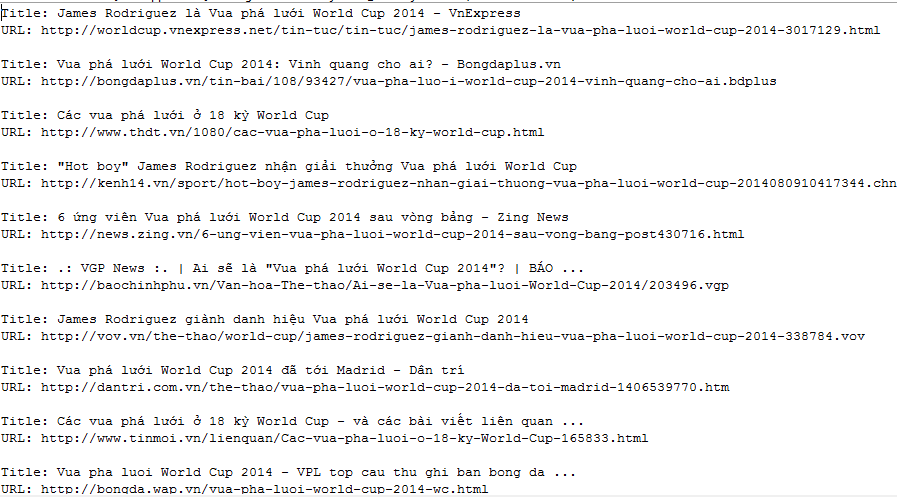 Title: James Rodriguez là Vua phá lưới World Cup 2014 - VnExpress
URL: http://worldcup.vnexpress.net/tin-tuc/tin-tuc/james-rodriguez-la-vua-pha-luoi-world-cup-2014-3017129.html
Title: Vua phá lưới World Cup 2014: Vinh quang cho ai? - Bongdaplus.vn
URL: http://bongdaplus.vn/tin-bai/108/93427/vua-pha-luo-i-world-cup-2014-vinh-quang-cho-ai.bdplus
Title: Các vua phá lưới ở 18 kỳ World Cup
URL: http://www.thdt.vn/1080/cac-vua-pha-luoi-o-18-ky-world-cup.html
Title: "Hot boy" James Rodriguez nhận giải thưởng Vua phá lưới World Cup
URL: http://kenh14.vn/sport/hot-boy-james-rodriguez-nhan-giai-thuong-vua-pha-luoi-world-cup-2014080910417344.chn
Title: 6 ứng viên Vua phá lưới World Cup 2014 sau vòng bảng - Zing News
URL: http://news.zing.vn/6-ung-vien-vua-pha-luoi-world-cup-2014-sau-vong-bang-post430716.html
Title: .: VGP News :. | Ai sẽ là "Vua phá lưới World Cup 2014"? | BÁO ...
URL: http://baochinhphu.vn/Van-hoa-The-thao/Ai-se-la-Vua-pha-luoi-World-Cup-2014/203496.vgp
Title: James Rodriguez giành danh hiệu Vua phá lưới World Cup 2014
URL: http://vov.vn/the-thao/world-cup/james-rodriguez-gianh-danh-hieu-vua-pha-luoi-world-cup-2014-338784.vov
Title: Vua phá lưới World Cup 2014 đã tới Madrid - Dân trí
URL: http://dantri.com.vn/the-thao/vua-pha-luoi-world-cup-2014-da-toi-madrid-1406539770.htm
Title: Các vua phá lưới ở 18 kỳ World Cup - và các bài viết liên quan ...
URL: http://www.tinmoi.vn/lienquan/Cac-vua-pha-luoi-o-18-ky-World-Cup-165833.html
Title: Vua pha luoi World Cup 2014 - VPL top cau thu ghi ban bong da ...
URL: http://bongda.wap.vn/vua-pha-luoi-world-cup-2014-wc.html